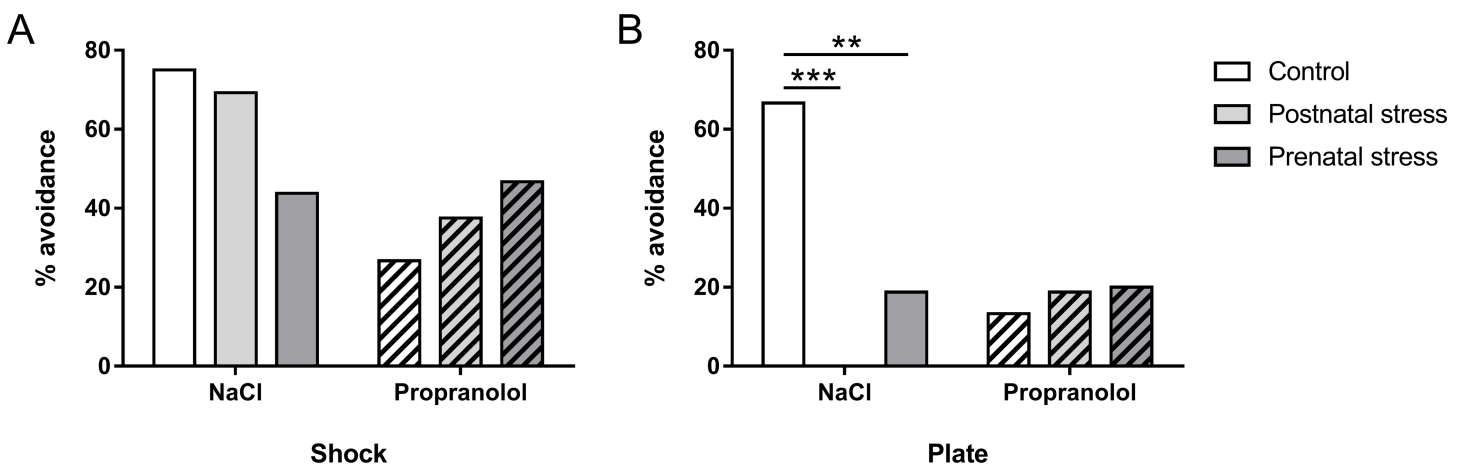 A
B
80
60
40
20
0
% avoidance
NaCl
Propranolol
Shock
80
60
40
20
0
% avoidance
**
***
NaCl
Propranolol
Plate
Control
Postnatal stress
Prenatal stress